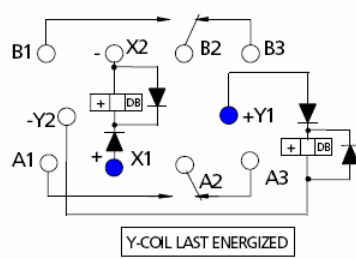 B1 - X2 B2 B3
+ DB
-Y2 +Y1
+ DB
A1 + X1 A2 A3
Y-COIL LAST ENERGIZED